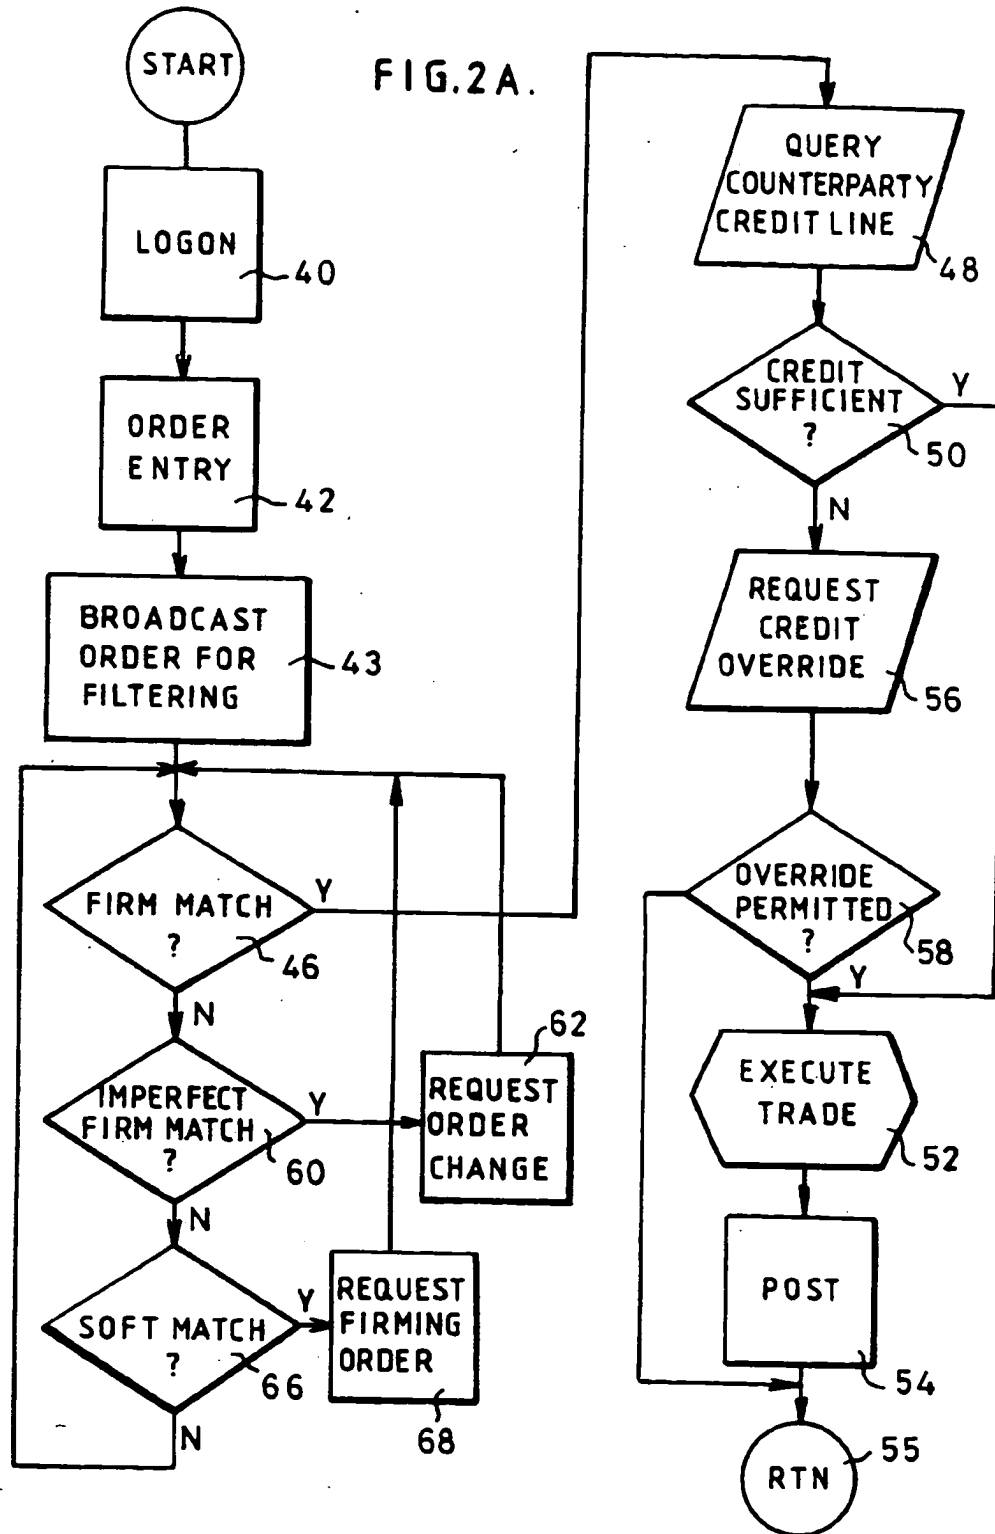 START
FIG.2A.
LOGON
40
ORDER
ENTRY
42
BROADCAST
ORDER FOR
FILTERING
43
FIRM MATCH
?
46
Y
N
IMPERFECT
FIRM MATCH
?
60
Y
N
62
REQUEST
ORDER
CHANGE
SOFT MATCH
?
66
Y
N
REQUEST
FIRMING
ORDER
68
QUERY
COUNTERPARTY
CREDIT LINE
48
CREDIT
SUFFICIENT
?
50
Y
N
REQUEST
CREDIT
OVERRIDE
56
OVERRIDE
PERMITTED
?
58
Y
EXECUTE
TRADE
52
POST
54
RTN
55